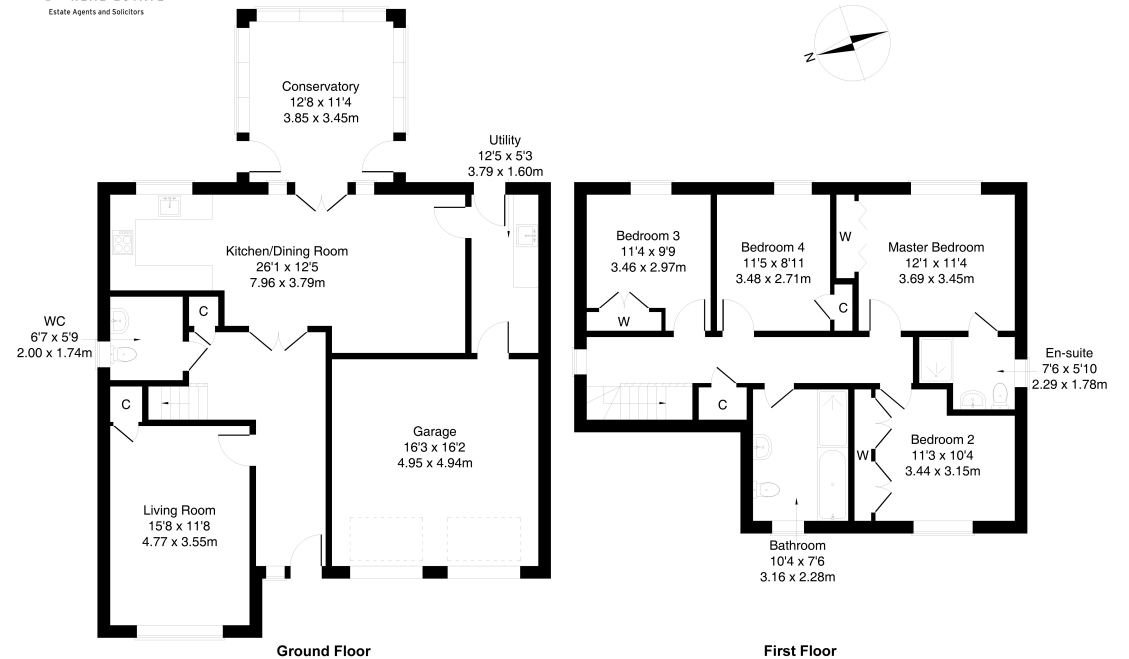 Estate Agents and Solicitors
N
Conservatory
12'8 x 11'4
3.85 x 3.45m
Utility
12'5 x 5'3
3.79 x 1.60m
Kitchen/Dining Room
26'1 x 12'5
7.96 x 3.79m
WC
6'7 x 5'9
2.00 x 1.74m
C
C
Garage
16'3 x 16'2
4.95 x 4.94m
Living Room
15'8 x 11'8
4.77 x 3.55m
Ground Floor
Bedroom 3
11'4 x 9'9
3.46 x 2.97m
W
Bedroom 4
11'5 x 8'11
3.48 x 2.71m
C
W
Master Bedroom
12'1 x 11'4
3.69 x 3.45m
En-suite
7'6 x 5'10
2.29 x 1.78m
C
W
Bedroom 2
11'3 x 10'4
3.44 x 3.15m
Bathroom
10'4 x 7'6
3.16 x 2.28m
First Floor